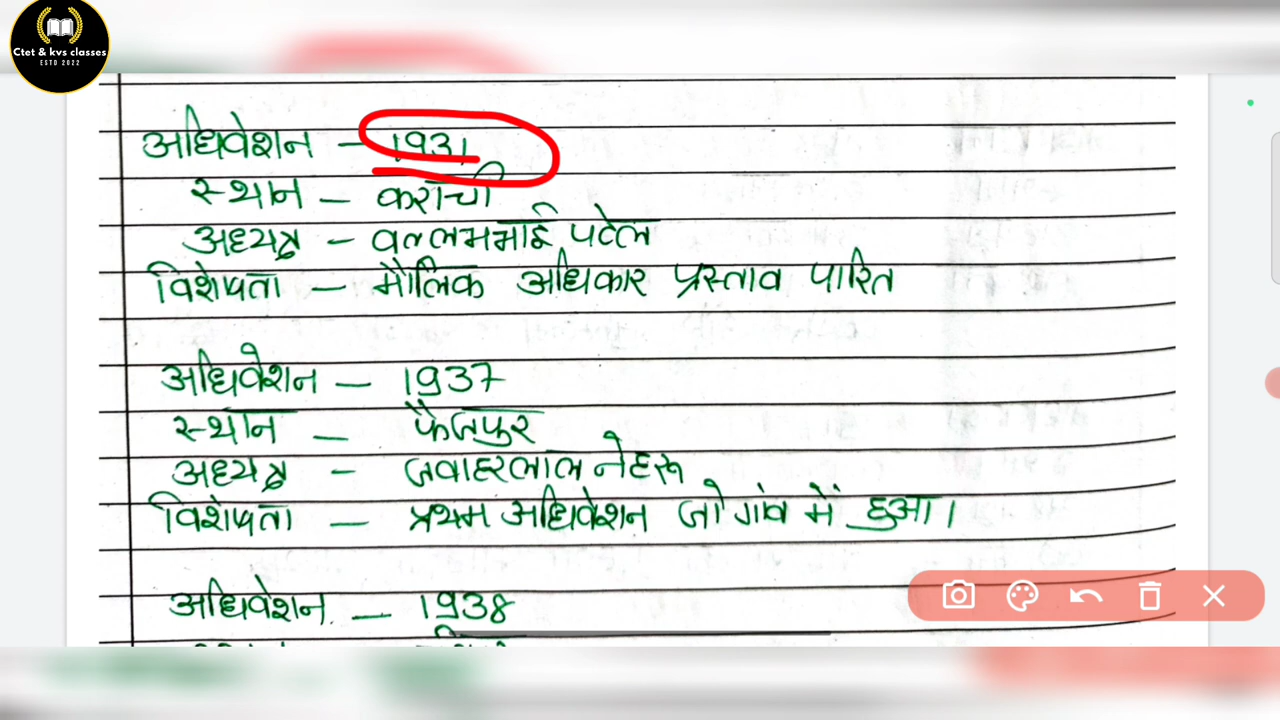 Ctet & kvs classes
ESTD 2022
अधिवेशन – 1931
स्थान – कराची
अध्यक्ष – वल्लभभाई पटेल
विशेषता – मौलिक अधिकार प्रस्ताव पारित
अधिवेशन – 1937
स्थान – फैजपुर
अध्यक्ष – जवाहरलाल नेहरू
विशेषता – प्रथम अधिवेशन जो गांव में हुआ।
अधिवेशन – 1938